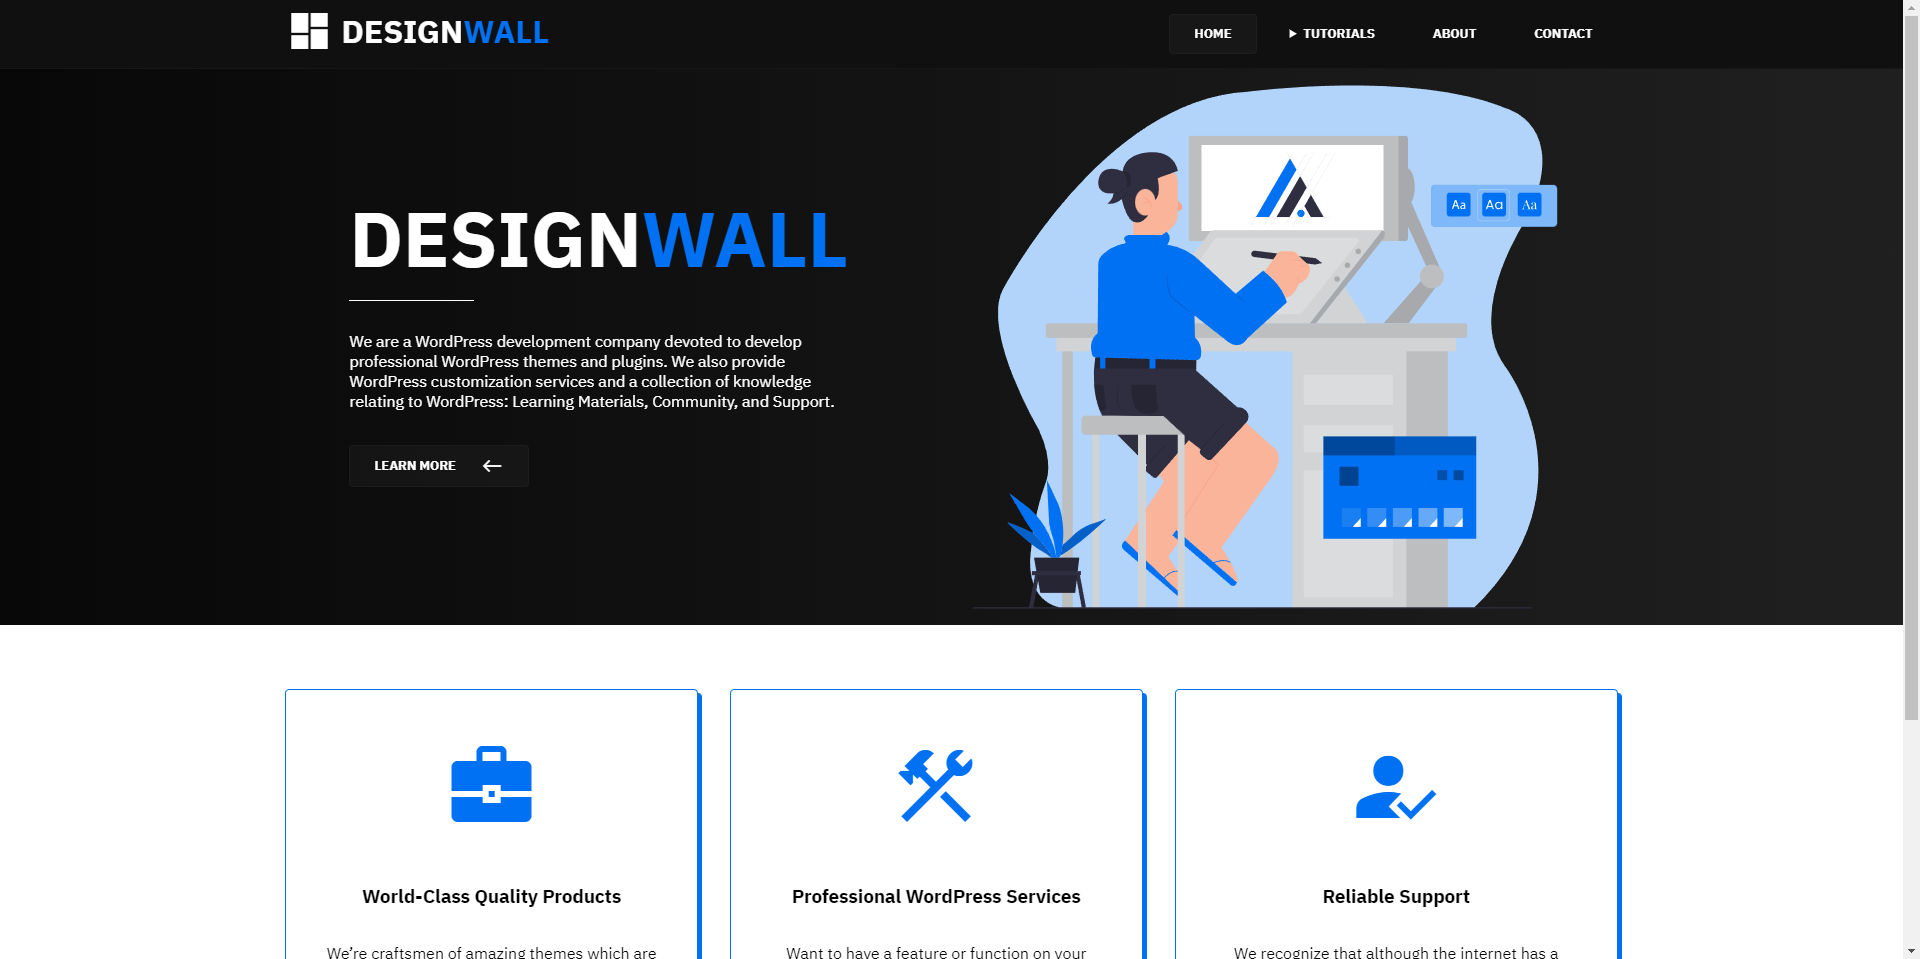 DESIGNWALL
HOME
TUTORIALS
ABOUT
CONTACT
Aa Aa Aa
DESIGNWALL
We are a WordPress development company devoted to develop
professional WordPress themes and plugins. We also provide
WordPress customization services and a collection of knowledge
relating to WordPress: Learning Materials, Community, and Support.
LEARN MORE
World-Class Quality Products
We’re craftsmen of amazing themes which are
Professional WordPress Services
Want to have a feature or function on your
Reliable Support
We recognize that although the internet has a